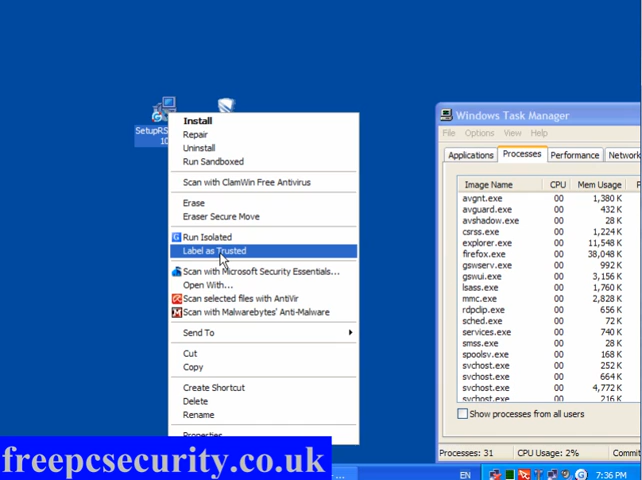 SetupRS
10
Install
Repair
Uninstall
Run Sandboxed
Scan with ClamWin Free Antivirus
Erase
Eraser Secure Move
Run Isolated
Label as Trusted
Scan with Microsoft Security Essentials...
Open With...
Scan selected files with AntiVir
Scan with Malwarebytes' Anti-Malware
Send To
Cut
Copy
Create Shortcut
Delete
Rename
Properties
Windows Task Manager
File Options View Help
Applications Processes Performance Network
Image Name CPU Mem Usage
avgnt.exe 00 1,380 K
avguard.exe 00 432 K
avshadow.exe 00 28 K
csrss.exe 00 1,224 K
explorer.exe 00 11,548 K
firefox.exe 00 38,048 K
gswserv.exe 00 992 K
gswui.exe 00 3,156 K
lsass.exe 00 1,760 K
mmc.exe 00 2,828 K
rdpclip.exe 00 656 K
sched.exe 00 72 K
services.exe 00 740 K
smss.exe 00 28 K
spoolsv.exe 00 168 K
svchost.exe 00 252 K
svchost.exe 00 664 K
svchost.exe 00 4,772 K
svchost.exe 00 216 K
Show processes from all users
Processes: 31 CPU Usage: 2% Commit
freepcsecurity.co.uk
EN 7:36 PM